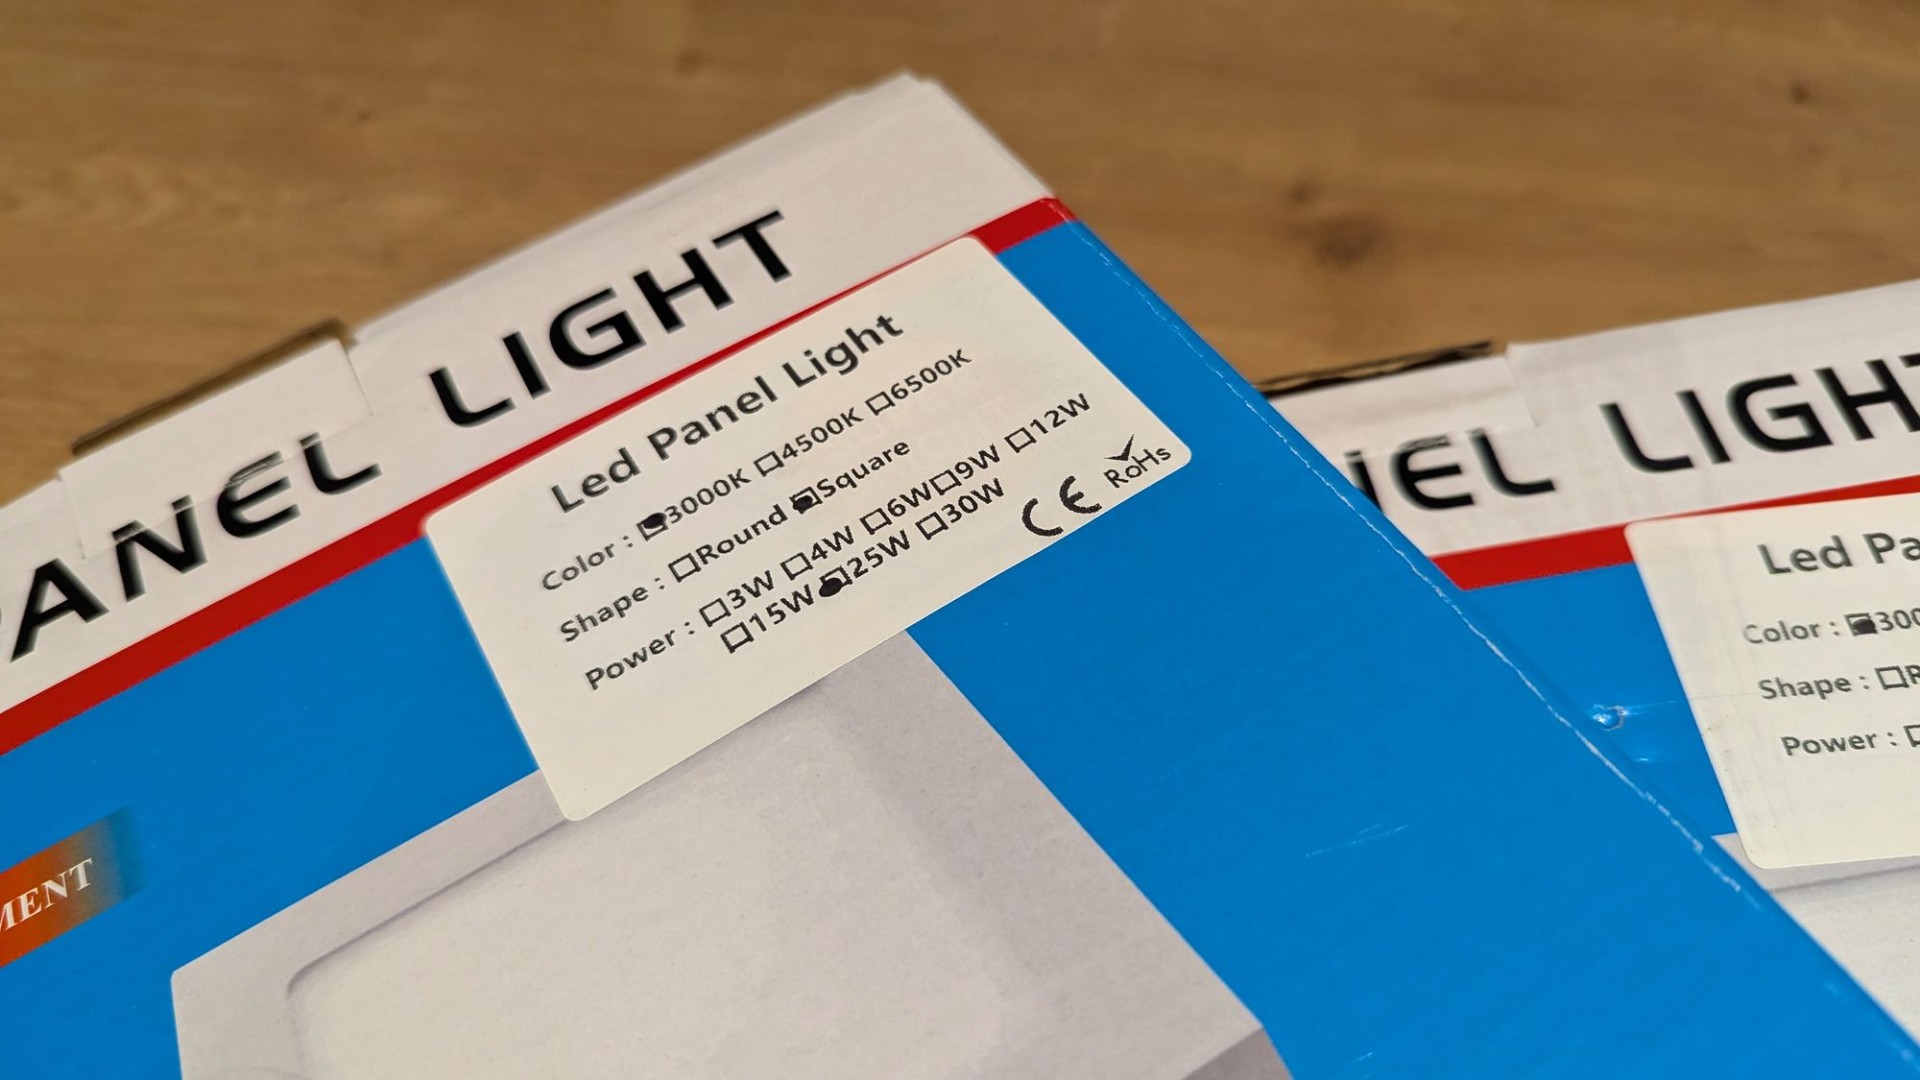 PANEL LIGHT
Led Panel Light
Color : ☑3000K ☐4500K ☐6500K
Shape : ☐Round ☑Square
Power : ☐3W ☐4W ☐6W☐9W ☐12W
☐15W☑25W ☐30W
CE RoHs
MENT
NEL LIGHT
Led Pa
Color : ☑300
Shape : ☐R
Power : ☐